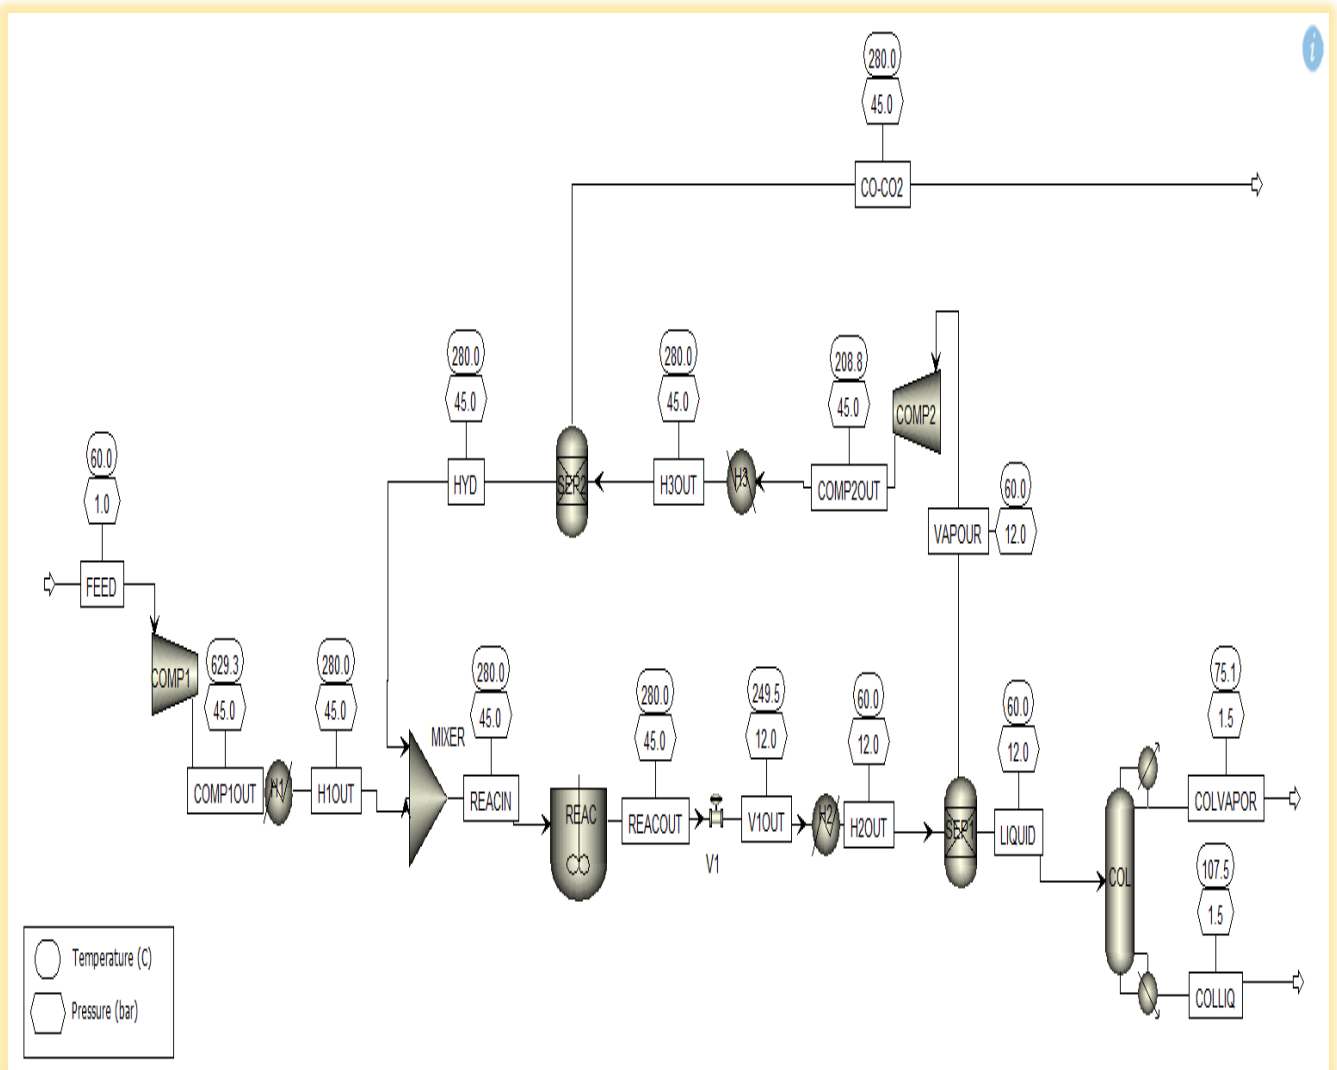 280.0
45.0
CO-CO2
280.0
45.0
HYD
SEP2
280.0
45.0
H3OUT
H3
208.8
45.0
COMP2OUT
COMP2
VAPOUR
60.0
12.0
60.0
1.0
FEED
COMP1
629.3
45.0
COMP1OUT
H1
280.0
45.0
H1OUT
MIXER
280.0
45.0
REACIN
REAC
280.0
45.0
REACOUT
V1
249.5
12.0
V1OUT
H2
60.0
12.0
H2OUT
SEP1
60.0
12.0
LIQUID
COL
75.1
1.5
COLVAPOR
107.5
1.5
COLLIQ
Temperature (C)
Pressure (bar)
i